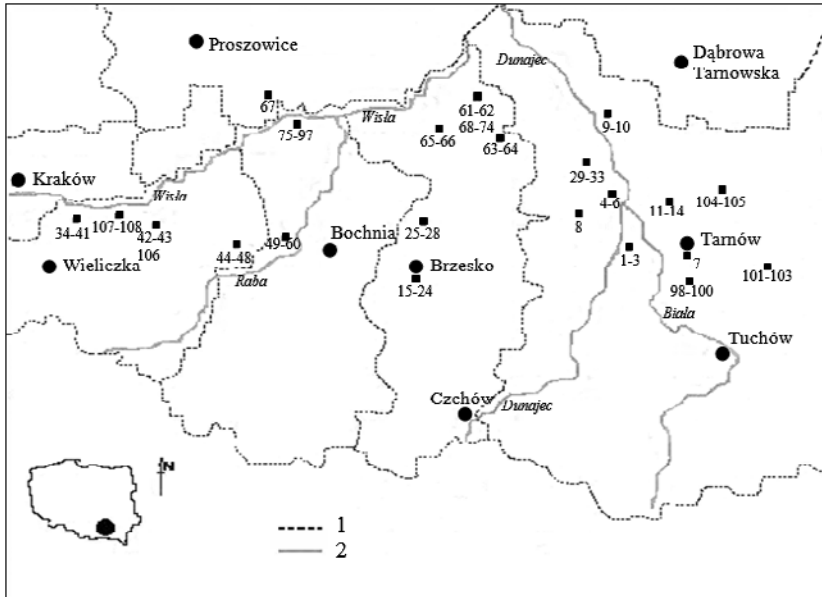 Proszowice
Dunajec
Dąbrowa
Tarnowska
67
75-97
Wisła
61-62
68-74
65-66
63-64
9-10
29-33
Kraków
Wisła
4-6
11-14
104-105
34-41
107-108
42-43
106
44-48
49-60
Bochnia
25-28
8
1-3
Tarnów
7
Wieliczka
Raba
Brzesko
15-24
98-100
101-103
Biała
Tuchów
Czchów
Dunajec
N
1
2